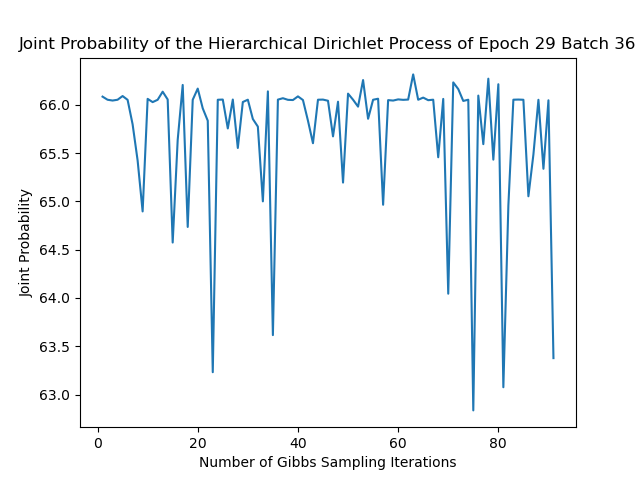 Joint Probability of the Hierarchical Dirichlet Process of Epoch 29 Batch 36
Joint Probability
66.0
65.5
65.0
64.5
64.0
63.5
63.0
0 20 40 60 80
Number of Gibbs Sampling Iterations